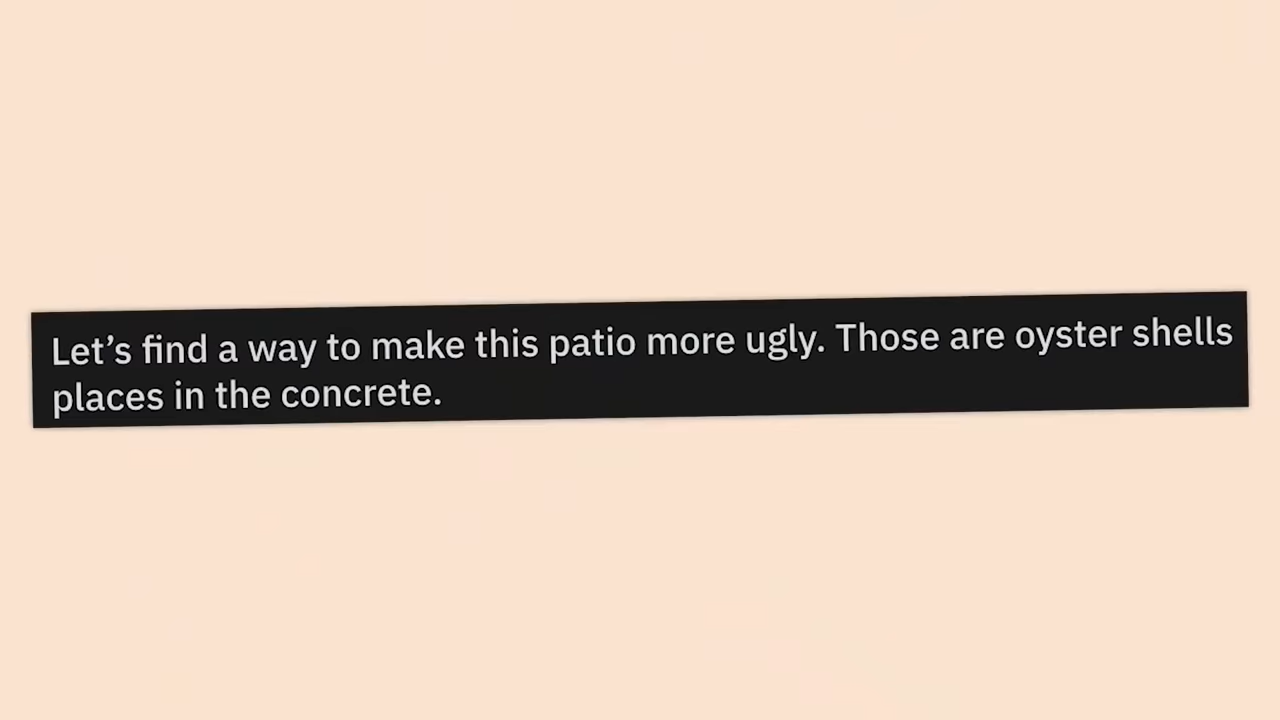 Let’s find a way to make this patio more ugly. Those are oyster shells
places in the concrete.